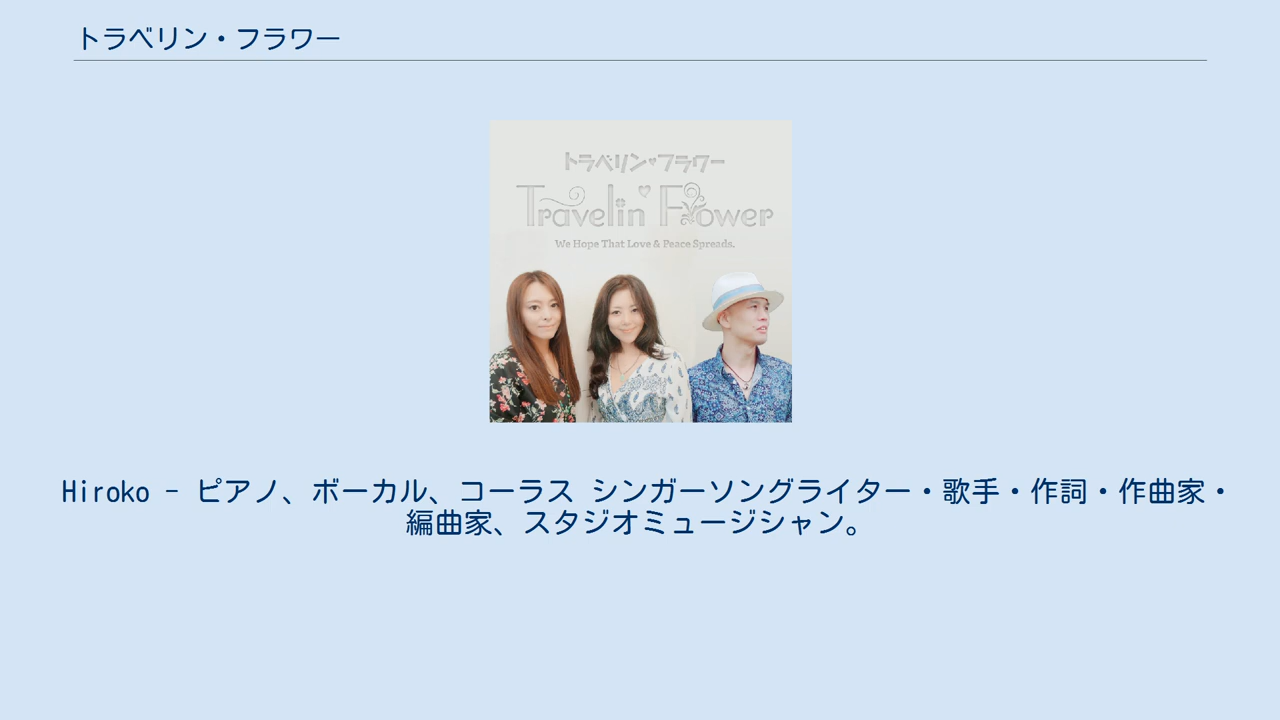 トラベリン・フラワー
トラベリン♥フラワー
Travelin' Flower
We Hope That Love & Peace Spreads.
Hiroko - ピアノ、ボーカル、コーラス シンガーソングライター・歌手・作詞・作曲家・
編曲家、スタジオミュージシャン。